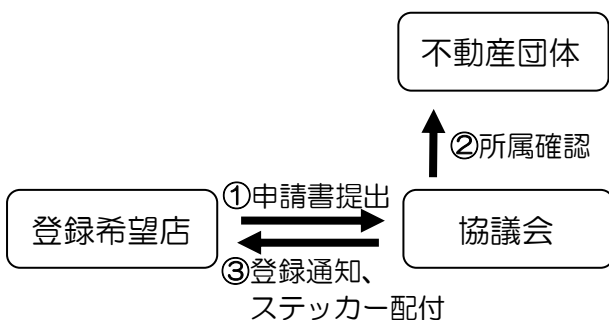 不動産団体
②所属確認
①申請書提出
登録希望店
協議会
③登録通知、
ステッカー配付